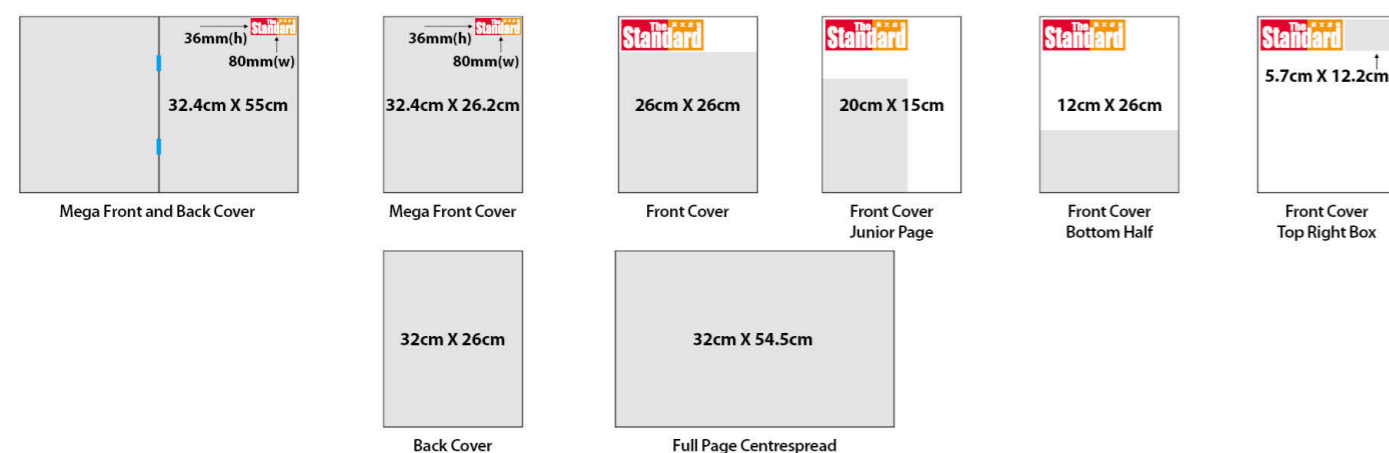 The Standard
36mm(h)
80mm(w)
32.4cm X 55cm
Mega Front and Back Cover
The Standard
36mm(h)
80mm(w)
32.4cm X 26.2cm
Mega Front Cover
The Standard
26cm X 26cm
Front Cover
The Standard
20cm X 15cm
Front Cover
Junior Page
The Standard
12cm X 26cm
Front Cover
Bottom Half
The Standard
5.7cm X 12.2cm
Front Cover
Top Right Box
32cm X 26cm
Back Cover
32cm X 54.5cm
Full Page Centrespread